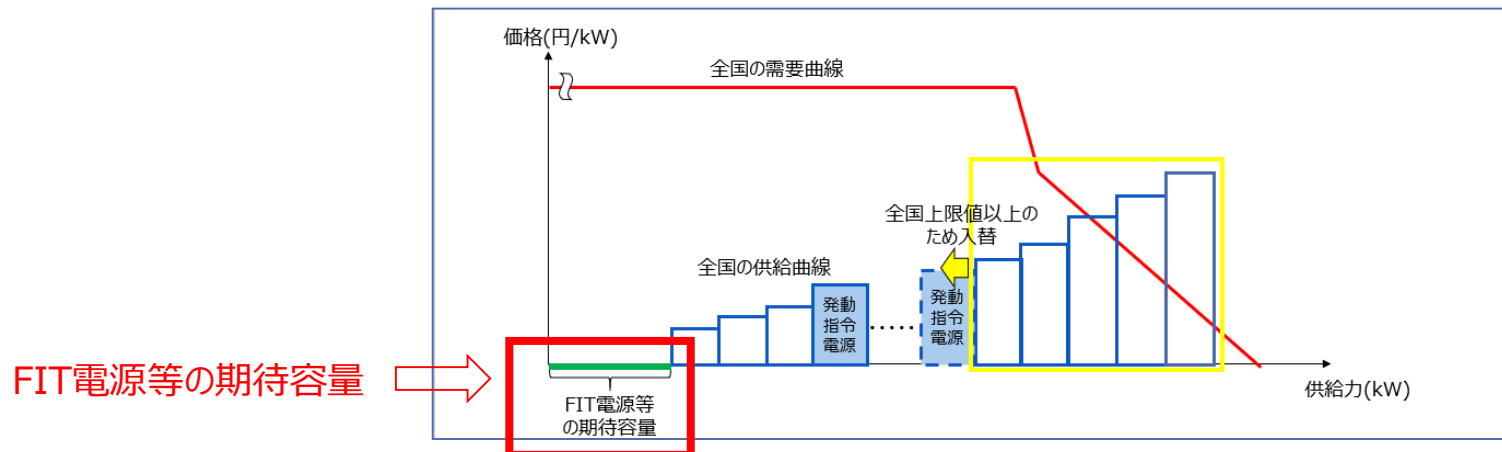 価格(円/kW)
全国の需要曲線
全国上限値以上の
ため入替
全国の供給曲線
発動
指令
電源
・・・・・
発動
指令
電源
FIT電源等の期待容量
供給力(kW)
FIT電源等
の期待容量